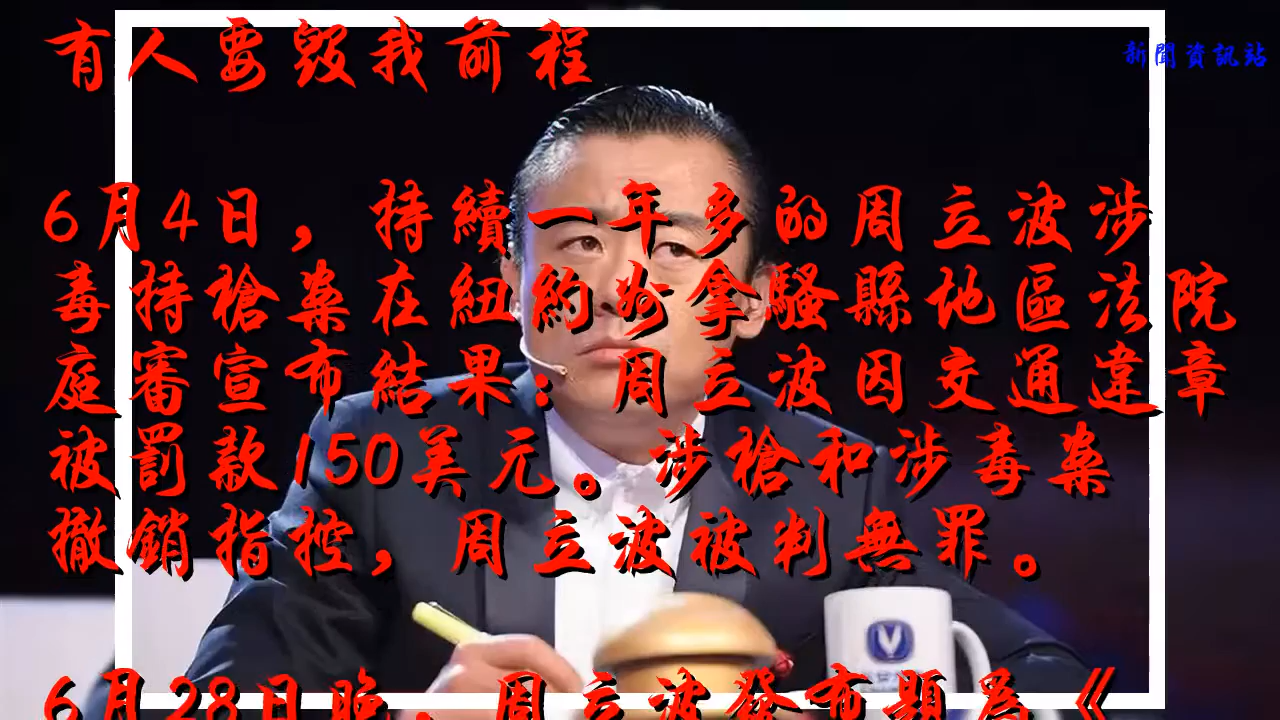 有人要毀我前程
新聞資訊站
6月4日，持續一年多的周立波涉
毒持槍案在紐約州拿騷縣地區法院
庭審宣布結果：周立波因交通違章
被罰款150美元。涉槍和涉毒案
撤銷指控，周立波被判無罪。
6月28日晚，周立波發布題為《